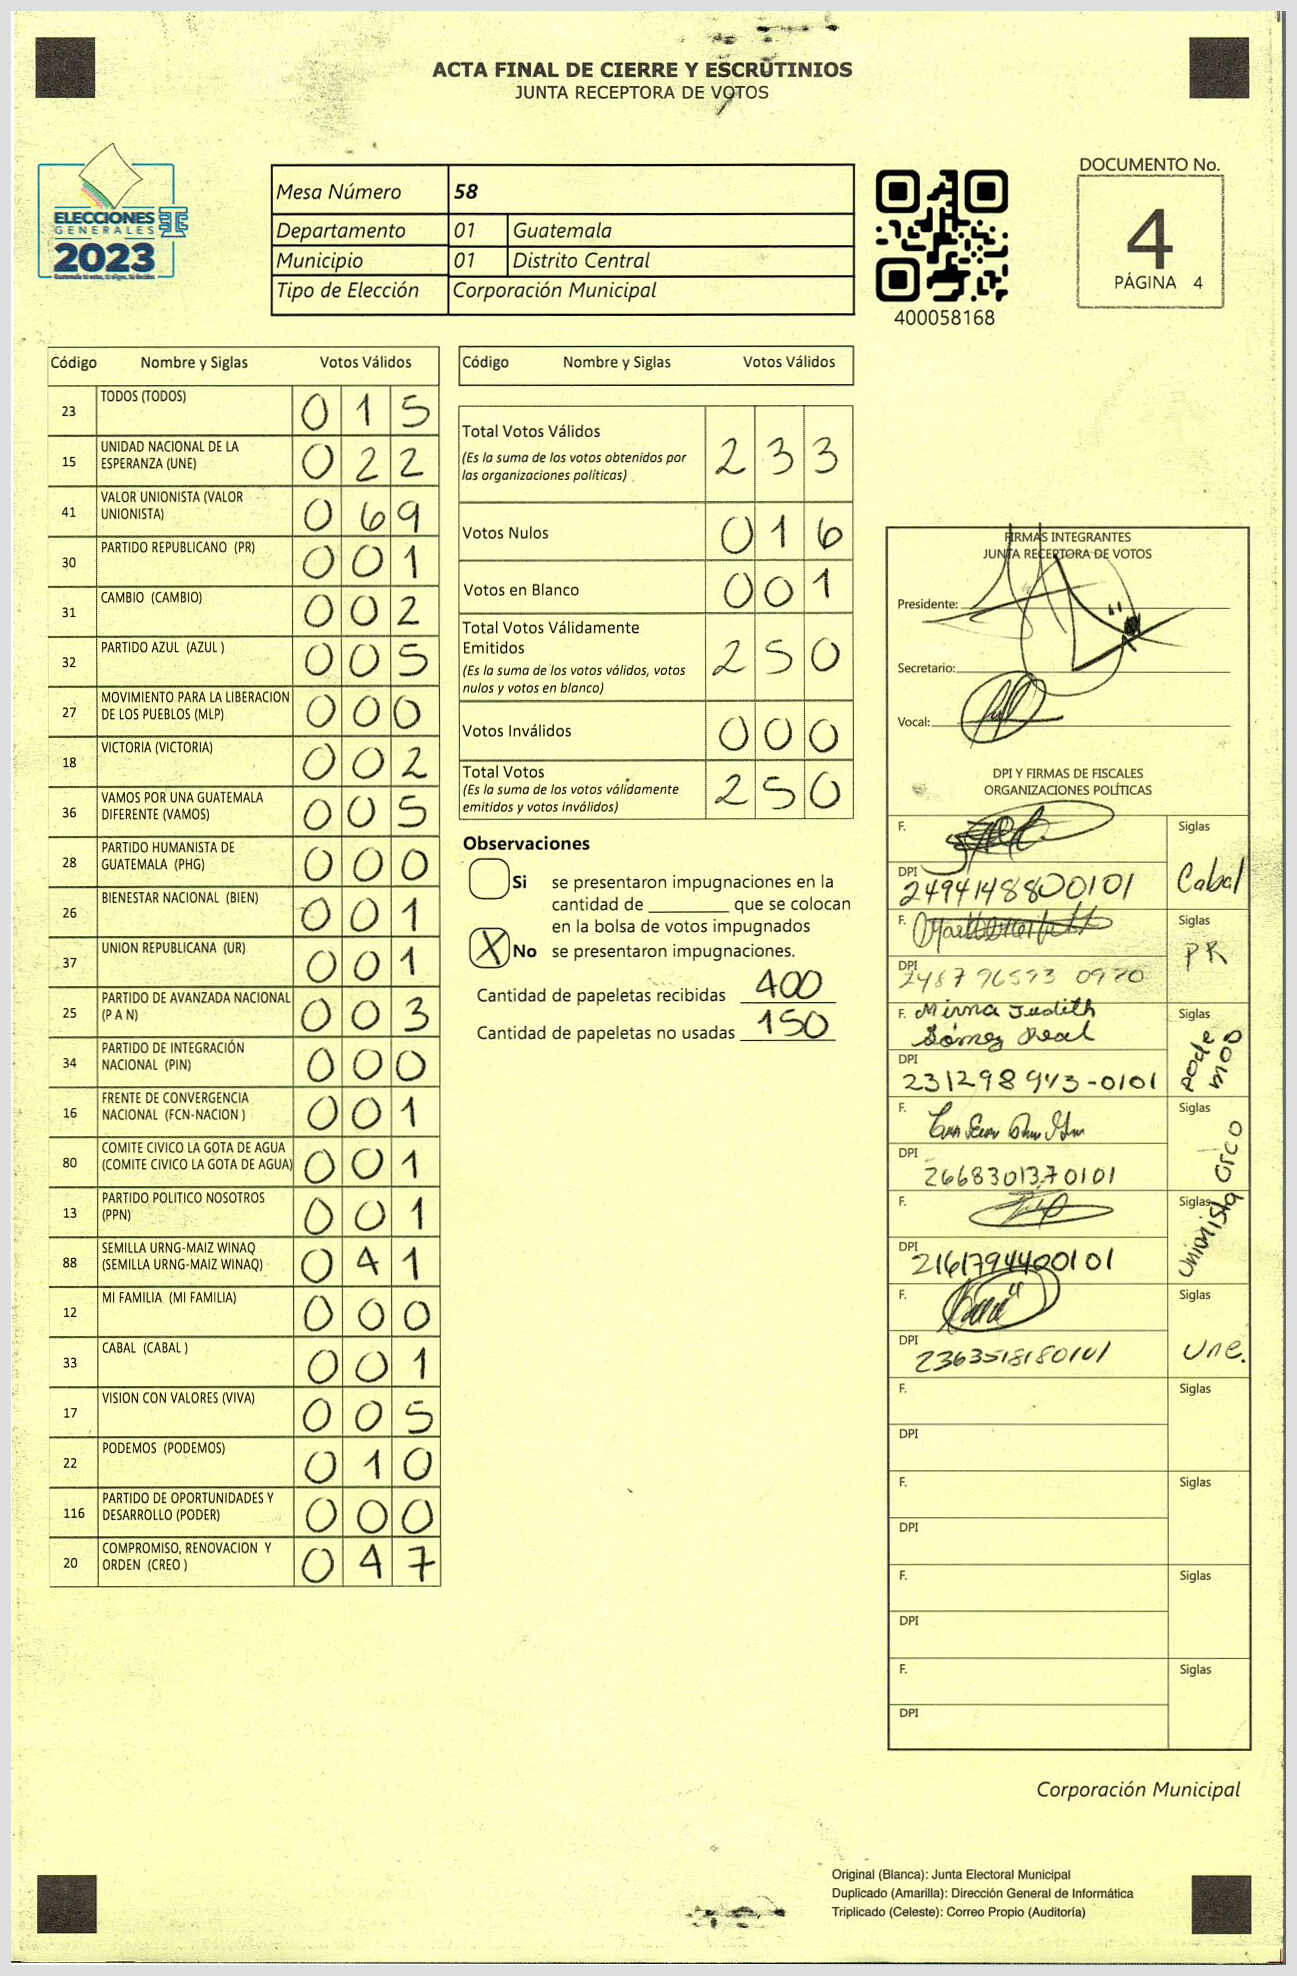 ACTA FINAL DE CIERRE Y ESCRUTINIOS
JUNTA RECEPTORA DE VOTOS
ELECCIONES
GENERALES
2023
Mesa Número 58
Departamento 01 Guatemala
Municipio 01 Distrito Central
Tipo de Elección Corporación Municipal
400058168
DOCUMENTO No.
4
PÁGINA 4
Código Nombre y Siglas Votos Válidos
23 TODOS (TODOS) 0 1 5
15 UNIDAD NACIONAL DE LA
ESPERANZA (UNE) 0 2 2
41 VALOR UNIONISTA (VALOR
UNIONISTA) 0 6 9
30 PARTIDO REPUBLICANO (PR) 0 0 1
31 CAMBIO (CAMBIO) 0 0 2
32 PARTIDO AZUL (AZUL ) 0 0 5
27 MOVIMIENTO PARA LA LIBERACION
DE LOS PUEBLOS (MLP) 0 0 0
18 VICTORIA (VICTORIA) 0 0 2
36 VAMOS POR UNA GUATEMALA
DIFERENTE (VAMOS) 0 0 5
28 PARTIDO HUMANISTA DE
GUATEMALA (PHG) 0 0 0
26 BIENESTAR NACIONAL (BIEN) 0 0 1
37 UNION REPUBLICANA (UR) 0 0 1
25 PARTIDO DE AVANZADA NACIONAL
(P A N) 0 0 3
34 PARTIDO DE INTEGRACIÓN
NACIONAL (PIN) 0 0 0
16 FRENTE DE CONVERGENCIA
NACIONAL (FCN-NACION ) 0 0 1
80 COMITE CIVICO LA GOTA DE AGUA
(COMITE CIVICO LA GOTA DE AGUA) 0 0 1
13 PARTIDO POLITICO NOSOTROS
(PPN) 0 0 1
88 SEMILLA URNG-MAIZ WINAQ
(SEMILLA URNG-MAIZ WINAQ) 0 4 1
12 MI FAMILIA (MI FAMILIA) 0 0 0
33 CABAL (CABAL ) 0 0 1
17 VISION CON VALORES (VIVA) 0 0 5
22 PODEMOS (PODEMOS) 0 1 0
116 PARTIDO DE OPORTUNIDADES Y
DESARROLLO (PODER) 0 0 0
20 COMPROMISO, RENOVACION Y
ORDEN (CREO ) 0 4 7
Código Nombre y Siglas Votos Válidos
Total Votos Válidos 2 3 3
(Es la suma de los votos obtenidos por
las organizaciones políticas)
Votos Nulos 0 1 6
Votos en Blanco 0 0 1
Total Votos Válidamente
Emitidos 2 5 0
(Es la suma de los votos válidos, votos
nulos y votos en blanco)
Votos Inválidos 0 0 0
Total Votos 2 5 0
(Es la suma de los votos válidamente
emitidos y votos inválidos)
Observaciones
Si se presentaron impugnaciones en la
cantidad de ________ que se colocan
en la bolsa de votos impugnados
X No se presentaron impugnaciones.
Cantidad de papeletas recibidas 400
Cantidad de papeletas no usadas 150
FIRMAS INTEGRANTES
JUNTA RECEPTORA DE VOTOS
Presidente:
Secretario:
Vocal:
DPI Y FIRMAS DE FISCALES
ORGANIZACIONES POLÍTICAS
F. Siglas
DPI 2494148800101 Cabal
F. Siglas
DPI PR
F. Mirna Judith Siglas
Gómez Real
DPI 231298943-0101 Podemos
F. Siglas
DPI 2668301370101
F. Siglas
DPI 2161794400101 Unionista
F. Siglas
DPI 2363518180101 Une.
F. Siglas
DPI
F. Siglas
DPI
F. Siglas
DPI
F. Siglas
DPI
Corporación Municipal
Original (Blanca): Junta Electoral Municipal
Duplicado (Amarilla): Dirección General de Informática
Triplicado (Celeste): Correo Propio (Auditoría)